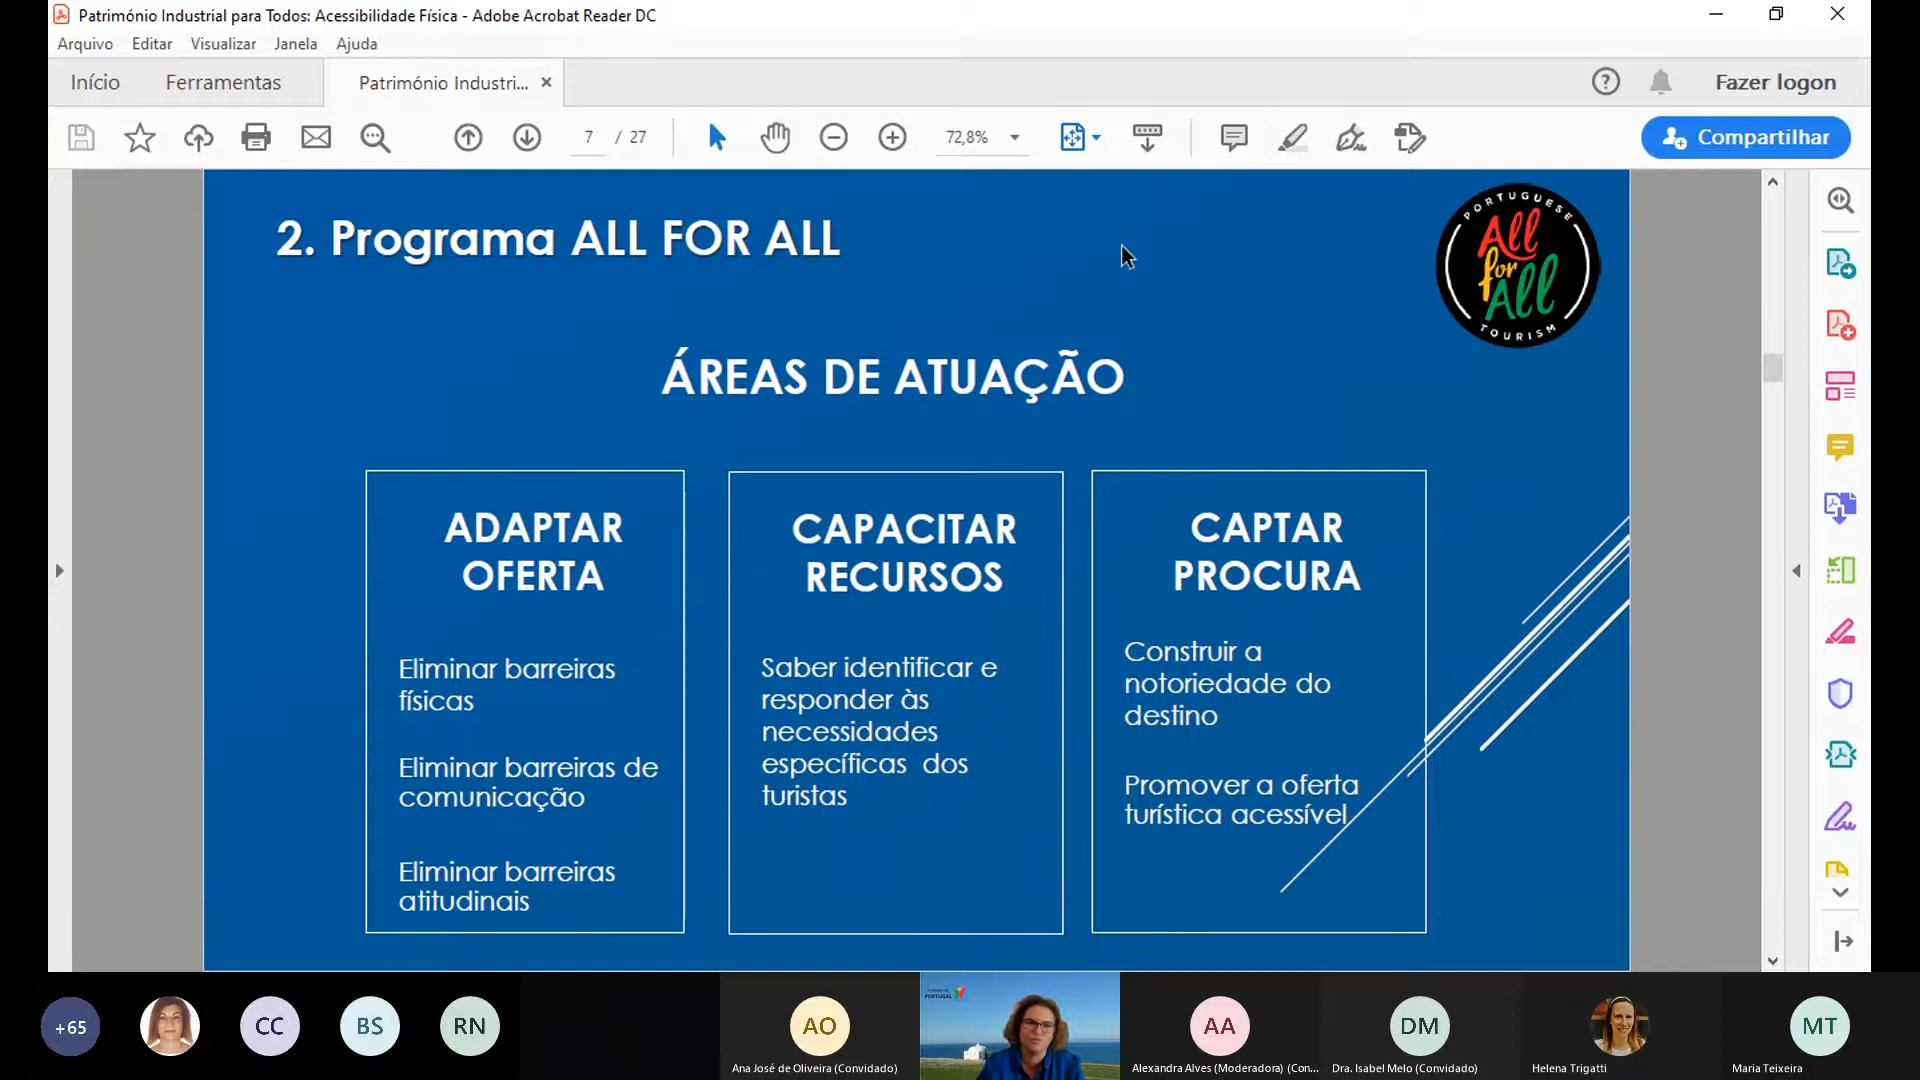 Património Industrial para Todos: Acessibilidade Física - Adobe Acrobat Reader DC
Arquivo Editar Visualizar Janela Ajuda
Início Ferramentas Património Industri... Fazer logon
7 / 27 72,8% Compartilhar
2. Programa ALL FOR ALL
PORTUGUESE
All
for
All
TOURISM
ÁREAS DE ATUAÇÃO
ADAPTAR
OFERTA
Eliminar barreiras
físicas
Eliminar barreiras de
comunicação
Eliminar barreiras
atitudinais
CAPACITAR
RECURSOS
Saber identificar e
responder às
necessidades
específicas dos
turistas
CAPTAR
PROCURA
Construir a
notoriedade do
destino
Promover a oferta
turística acessível
+65 CC BS RN AO AA DM MT
PORTUGAL
Ana José de Oliveira (Convidado) Alexandra Alves (Moderadora) (Con... Dra. Isabel Melo (Convidado) Helena Trigatti Maria Teixeira